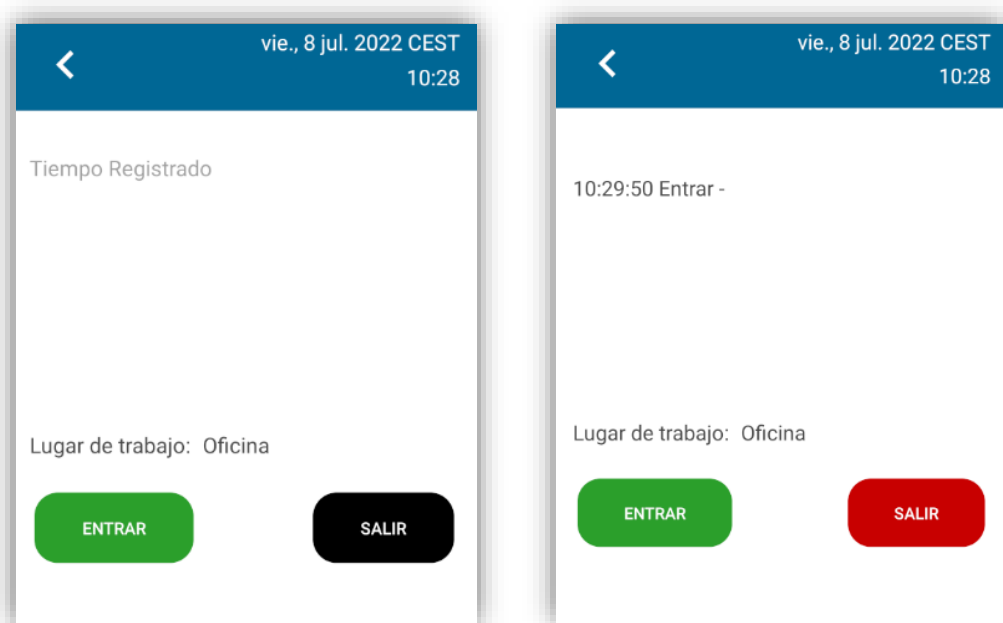 vie., 8 jul. 2022 CEST
10:28
Tiempo Registrado
Lugar de trabajo: Oficina
ENTRAR
SALIR
vie., 8 jul. 2022 CEST
10:28
10:29:50 Entrar -
Lugar de trabajo: Oficina
ENTRAR
SALIR